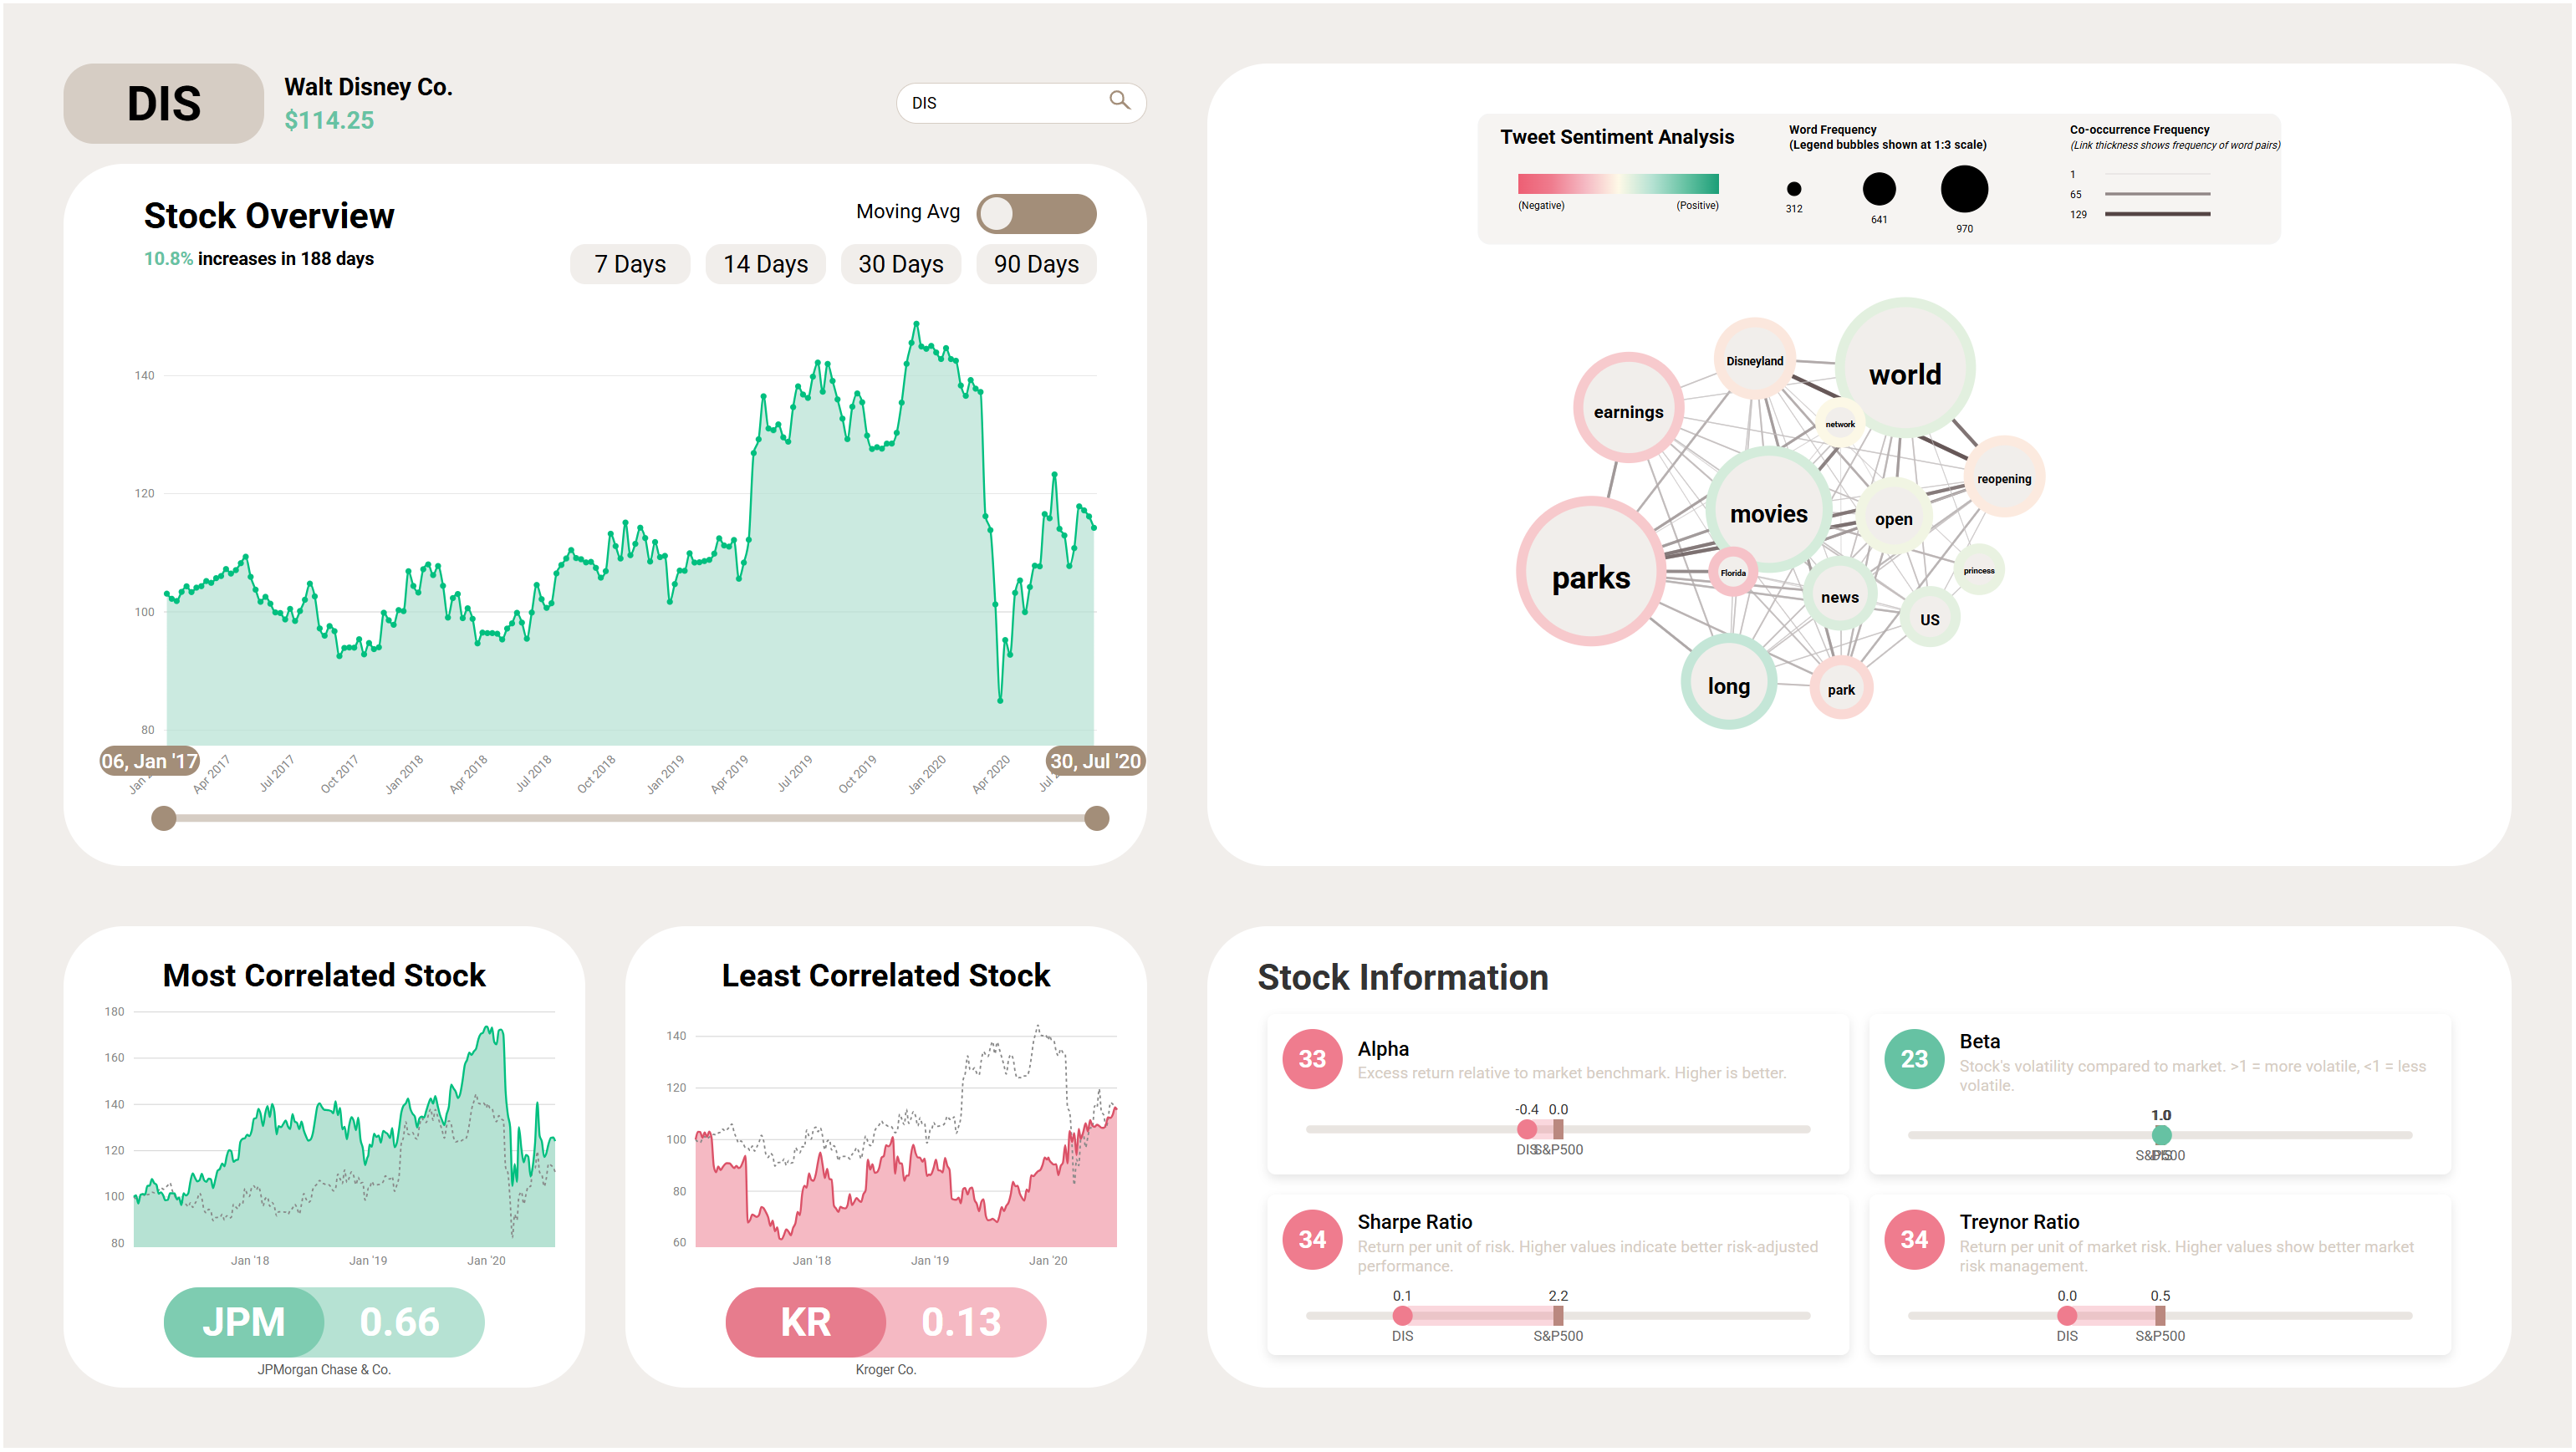 DIS
Walt Disney Co.
$114.25
DIS
Stock Overview
10.8% increases in 188 days
Moving Avg
7 Days
14 Days
30 Days
90 Days
140
120
100
80
06, Jan '17
30, Jul '20
Jan
Apr 2017
Jul 2017
Oct 2017
Jan 2018
Apr 2018
Jul 2018
Oct 2018
Jan 2019
Apr 2019
Jul 2019
Oct 2019
Jan 2020
Apr 2020
Jul
Tweet Sentiment Analysis
(Negative)
(Positive)
Word Frequency
(Legend bubbles shown at 1:3 scale)
312
641
970
Co-occurrence Frequency
(Link thickness shows frequency of word pairs)
1
65
129
Disneyland
world
earnings
network
reopening
movies
open
parks
Florida
princess
news
US
long
park
Most Correlated Stock
180
160
140
120
100
80
Jan '18
Jan '19
Jan '20
JPM
0.66
JPMorgan Chase & Co.
Least Correlated Stock
140
120
100
80
60
Jan '18
Jan '19
Jan '20
KR
0.13
Kroger Co.
Stock Information
33
Alpha
Excess return relative to market benchmark. Higher is better.
-0.4
0.0
DIS
S&P500
23
Beta
Stock's volatility compared to market. >1 = more volatile, <1 = less
volatile.
1.0
S&P500
34
Sharpe Ratio
Return per unit of risk. Higher values indicate better risk-adjusted
performance.
0.1
2.2
DIS
S&P500
34
Treynor Ratio
Return per unit of market risk. Higher values show better market
risk management.
0.0
0.5
DIS
S&P500